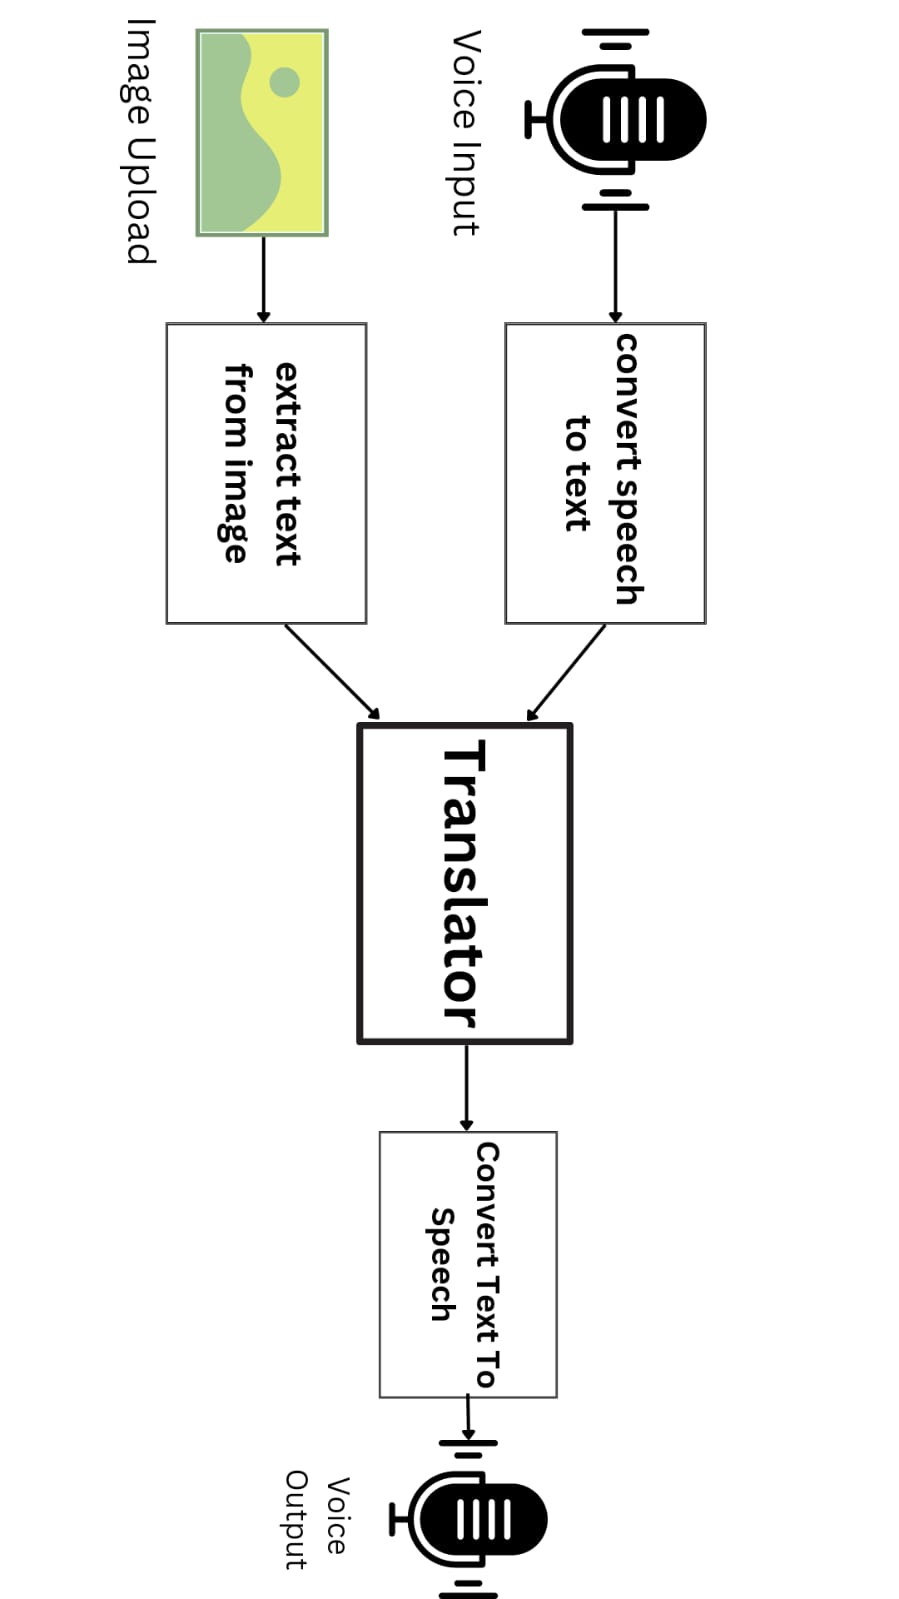 Voice Input
convert speech
to text
Image Upload
extract text
from image
Translator
Convert Text To
Speech
Voice
Output